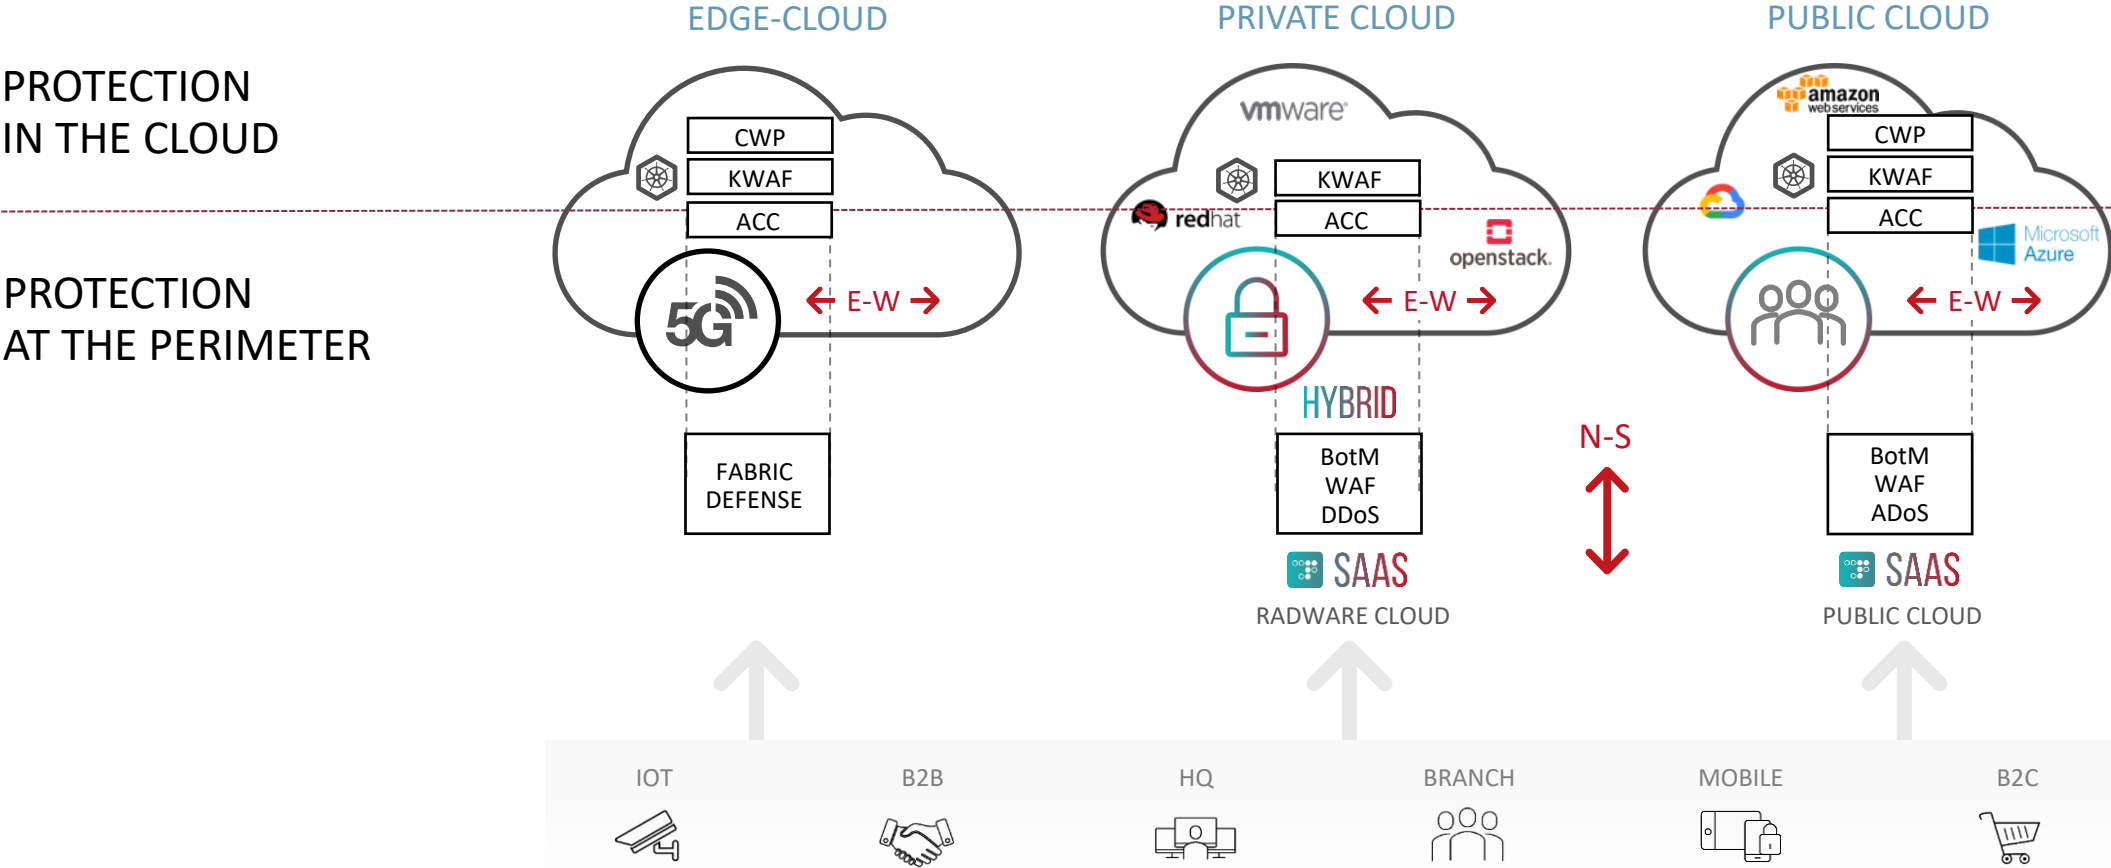 EDGE-CLOUD
PRIVATE CLOUD
PUBLIC CLOUD
PROTECTION
IN THE CLOUD
PROTECTION
AT THE PERIMETER
CWP
KWAF
ACC
5G
E-W
FABRIC
DEFENSE
vmware
KWAF
redhat
ACC
openstack.
E-W
HYBRID
BotM
WAF
DDoS
SAAS
RADWARE CLOUD
N-S
amazon
webservices
CWP
KWAF
ACC
Microsoft
Azure
E-W
BotM
WAF
ADoS
SAAS
PUBLIC CLOUD
IOT
B2B
HQ
BRANCH
MOBILE
B2C